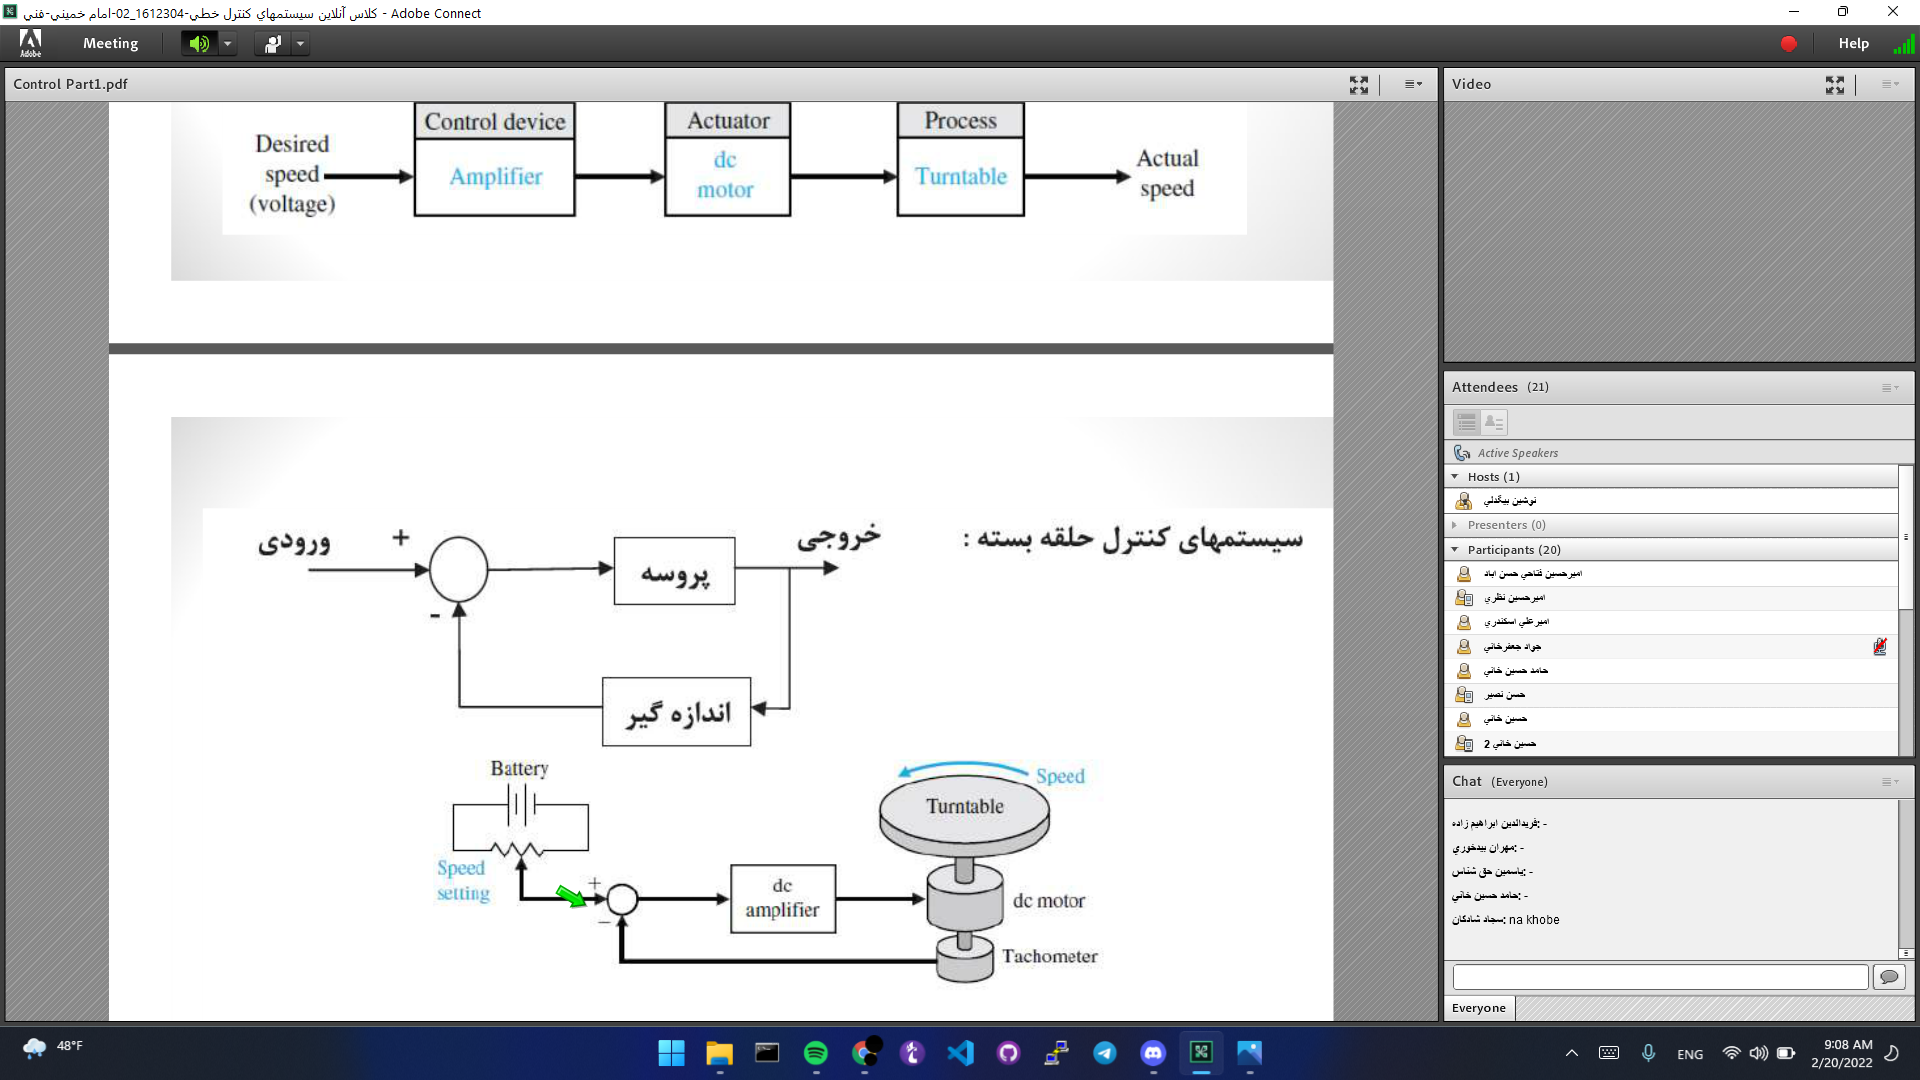 کلاس آنلاين سيستمهاي کنترل خطي-1612304_02-امام خميني-فني - Adobe Connect
Adobe
Meeting
Help
Control Part1.pdf
Desired
speed
(voltage)
Control device
Amplifier
Actuator
dc
motor
Process
Turntable
Actual
speed
سیستمهای کنترل حلقه بسته :
ورودی
+
-
پروسه
خروجی
اندازه گیر
Battery
Speed
setting
+
−
dc
amplifier
Speed
Turntable
dc motor
Tachometer
Video
Attendees (21)
Active Speakers
Hosts (1)
نوشين بيگدلي
Presenters (0)
Participants (20)
اميرحسين فتاحي حسن اباد
اميرحسين نظري
اميرعلي اسکندري
جواد جعفرخاني
حامد حسين خاني
حسن نصير
حسين خاني
حسين خاني 2
Chat (Everyone)
فريدالدين ابراهيم زاده: -
مهران بيدخوري: -
ياسمين حق شناس: -
حامد حسين خاني: -
سجاد شادکان: na khobe
Everyone
48°F
ENG
9:08 AM
2/20/2022